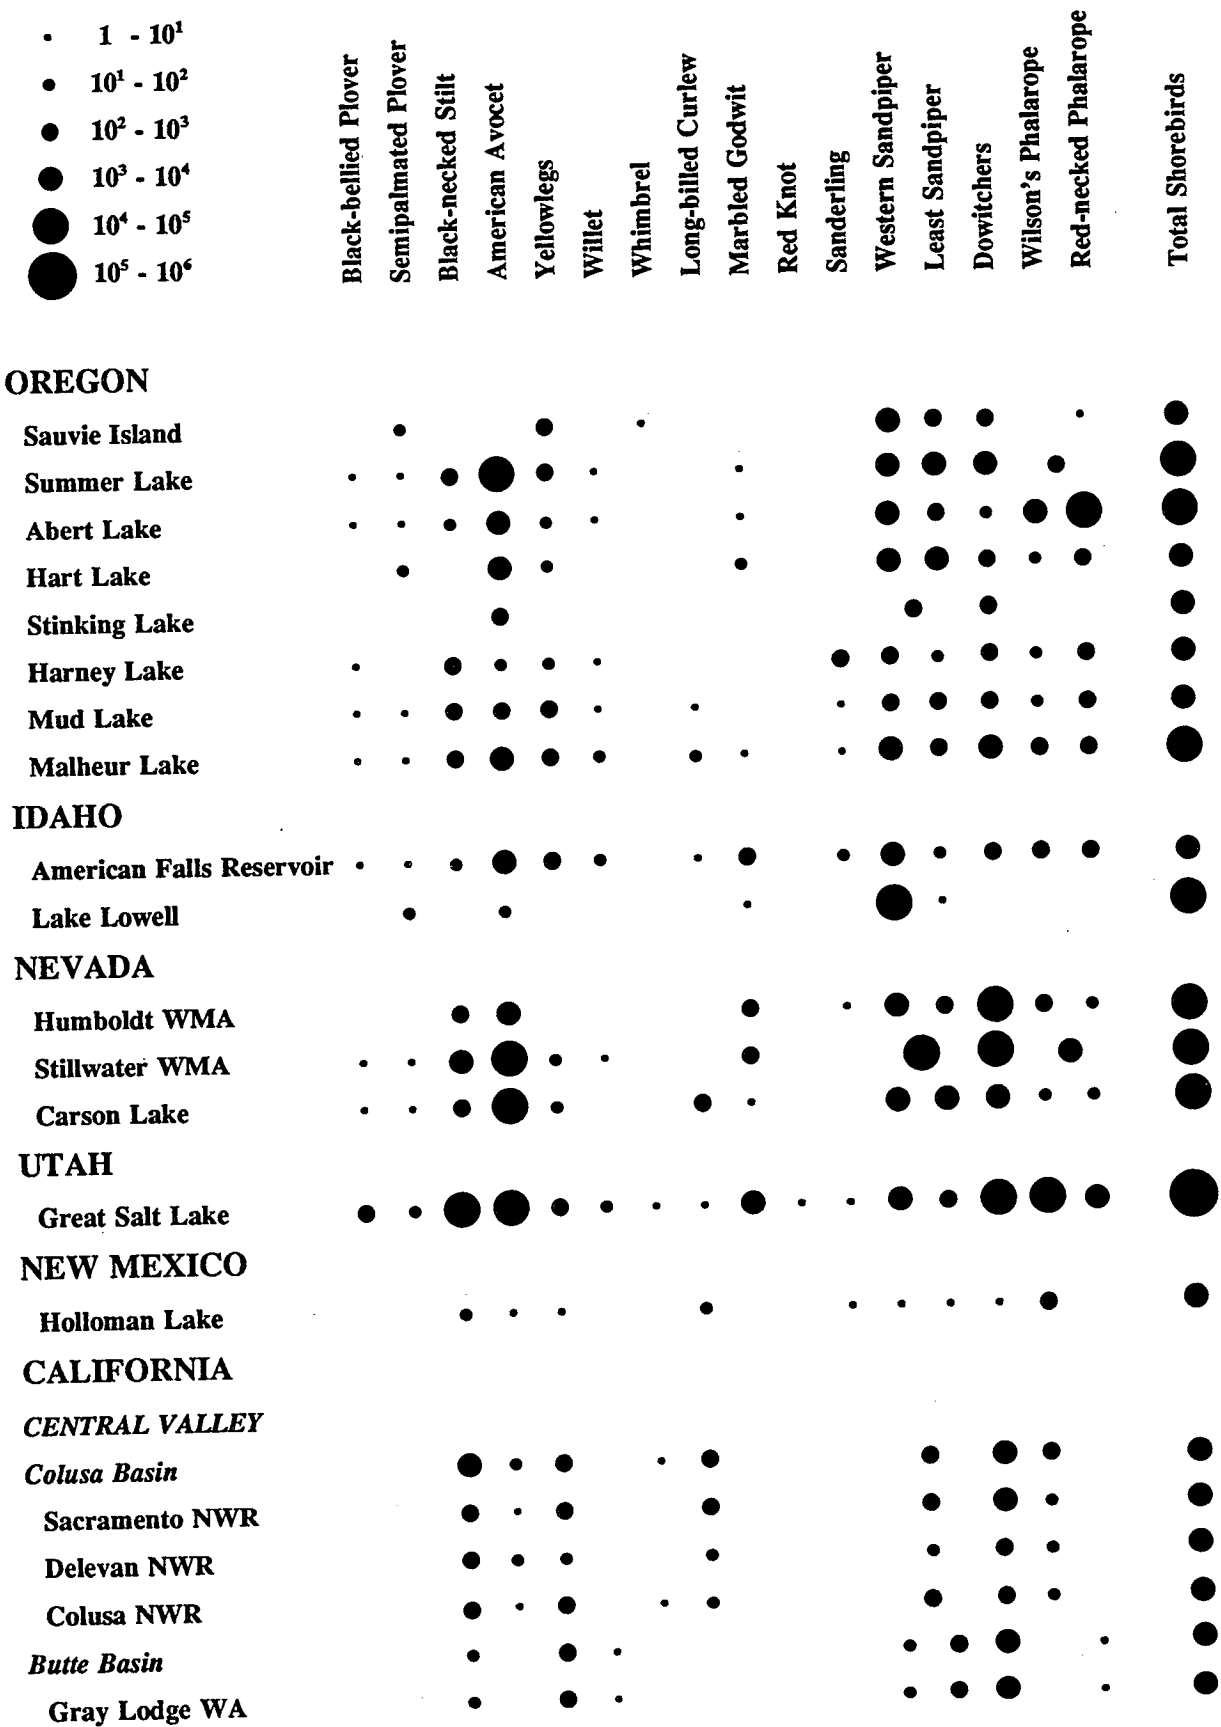 1 - 10¹
10¹ - 10²
10² - 10³
10³ - 10⁴
10⁴ - 10⁵
10⁵ - 10⁶
Black-bellied Plover
Semipalmated Plover
Black-necked Stilt
American Avocet
Yellowlegs
Willet
Whimbrel
Long-billed Curlew
Marbled Godwit
Red Knot
Sanderling
Western Sandpiper
Least Sandpiper
Dowitchers
Wilson's Phalarope
Red-necked Phalarope
Total Shorebirds
OREGON
Sauvie Island
Summer Lake
Abert Lake
Hart Lake
Stinking Lake
Harney Lake
Mud Lake
Malheur Lake
IDAHO
American Falls Reservoir
Lake Lowell
NEVADA
Humboldt WMA
Stillwater WMA
Carson Lake
UTAH
Great Salt Lake
NEW MEXICO
Holloman Lake
CALIFORNIA
CENTRAL VALLEY
Colusa Basin
Sacramento NWR
Delevan NWR
Colusa NWR
Butte Basin
Gray Lodge WA